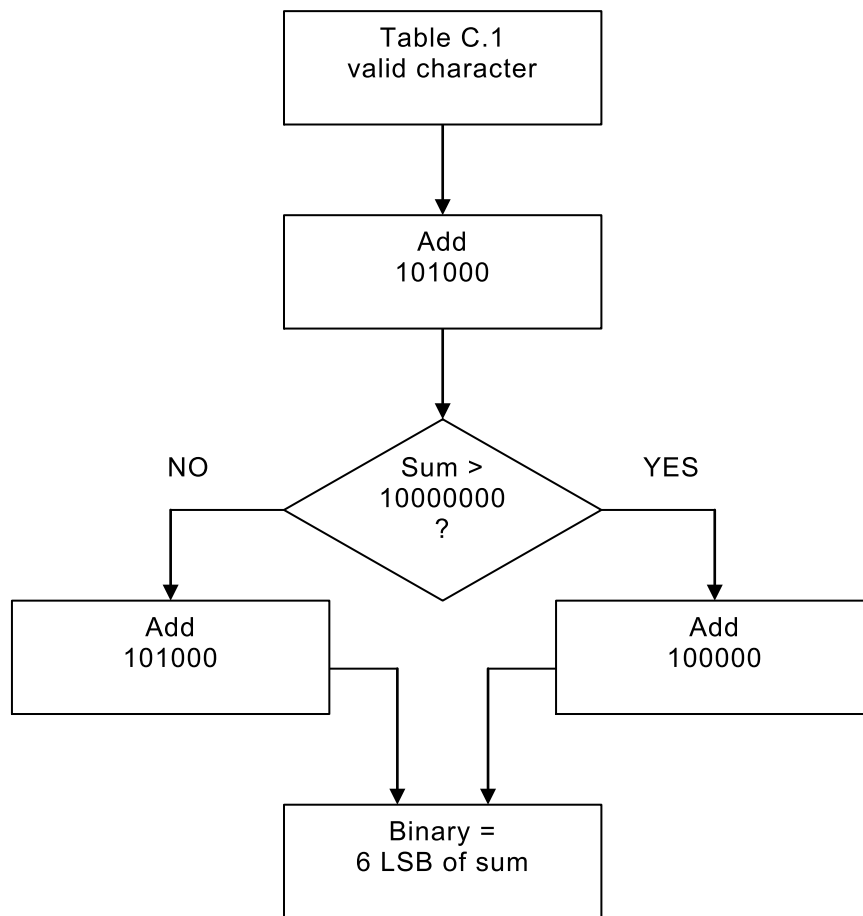 Table C.1
valid character
Add
101000
Sum >
10000000
?
NO
YES
Add
101000
Add
100000
Binary =
6 LSB of sum